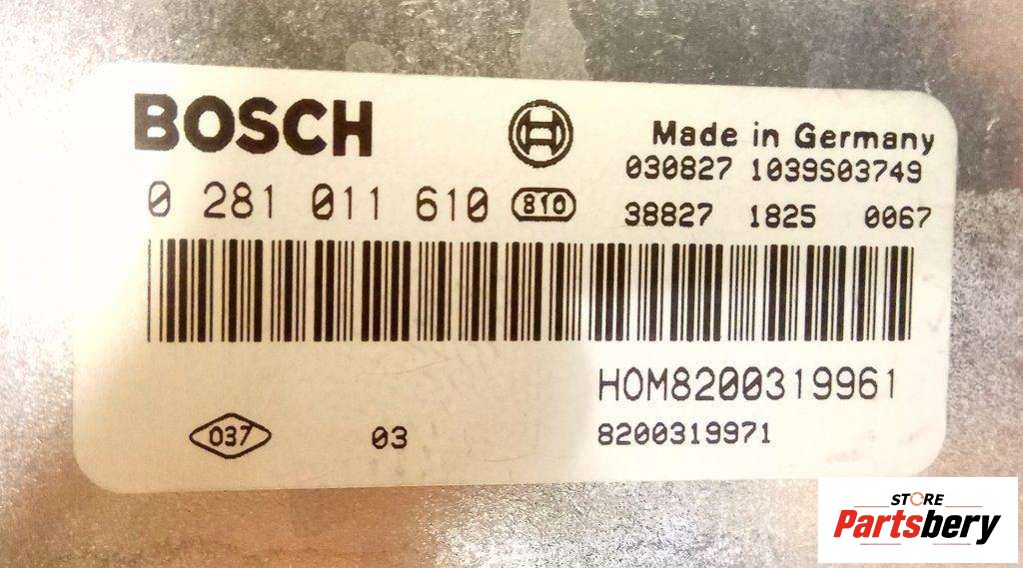 BOSCH
Made in Germany
030827 1039S03749
0 281 011 610 810
38827 1825 0067
HOM8200319961
037 03 8200319971
STORE
Partsbery